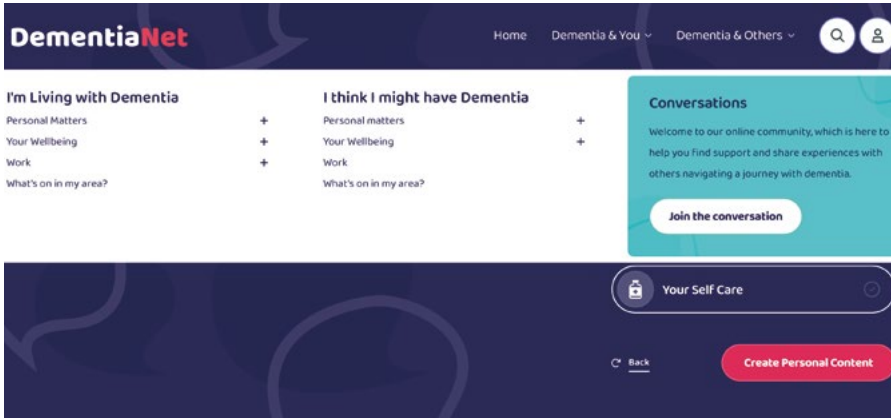 DementiaNet
Home Dementia & You Dementia & Others
I'm Living with Dementia
Personal Matters +
Your Wellbeing +
Work +
What's on in my area?
I think I might have Dementia
Personal matters +
Your Wellbeing +
Work
What's on in my area?
Conversations
Welcome to our online community, which is here to
help you find support and share experiences with
others navigating a journey with dementia.
Join the conversation
Your Self Care
Back
Create Personal Content